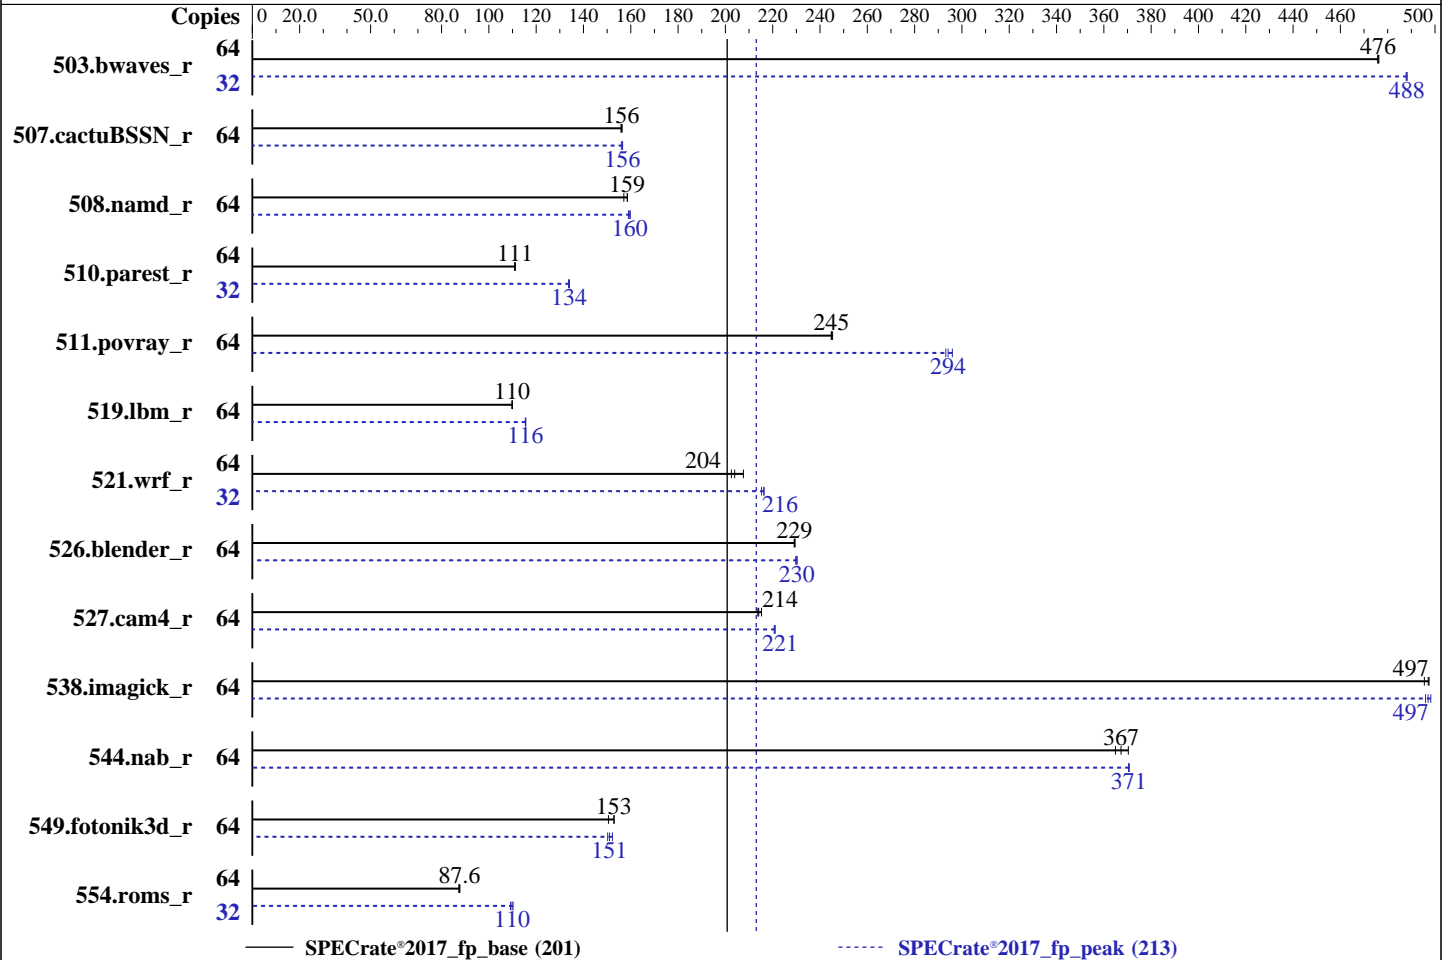 Copies 0 20.0 50.0 80.0 100 120 140 160 180 200 220 240 260 280 300 320 340 360 380 400 420 440 460 500
503.bwaves_r 64 476
32 488
507.cactuBSSN_r 64 156
156
508.namd_r 64 159
160
510.parest_r 64 111
32 134
511.povray_r 64 245
294
519.lbm_r 64 110
116
521.wrf_r 64 204
32 216
526.blender_r 64 229
230
527.cam4_r 64 214
221
538.imagick_r 64 497
497
544.nab_r 64 367
371
549.fotonik3d_r 64 153
151
554.roms_r 64 87.6
32 110
SPECrate®2017_fp_base (201) SPECrate®2017_fp_peak (213)